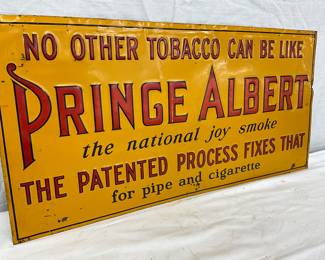 NO OTHER TOBACCO CAN BE LIKE
PRINGE ALBERT
the national joy smoke
THE PATENTED PROCESS FIXES THAT
for pipe and cigarette